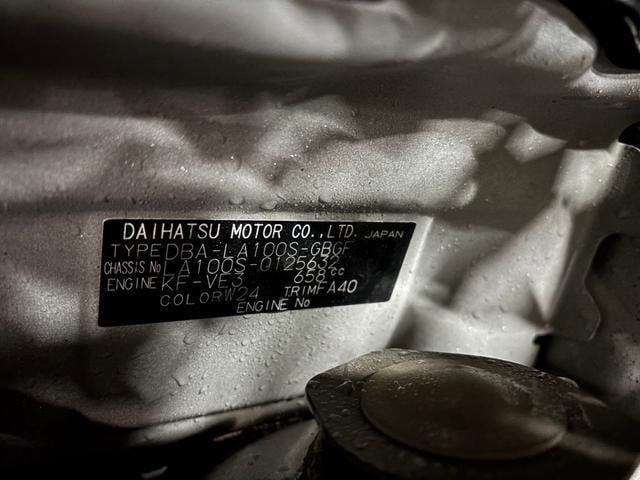 DAIHATSU MOTOR CO.,LTD. JAPAN
TYPE DBA-LA100S-GBGF
CHASSIS No LA100S-0125632
ENGINE KF-VE3 658cc
COLOR W24 TRIM FA40
ENGINE No